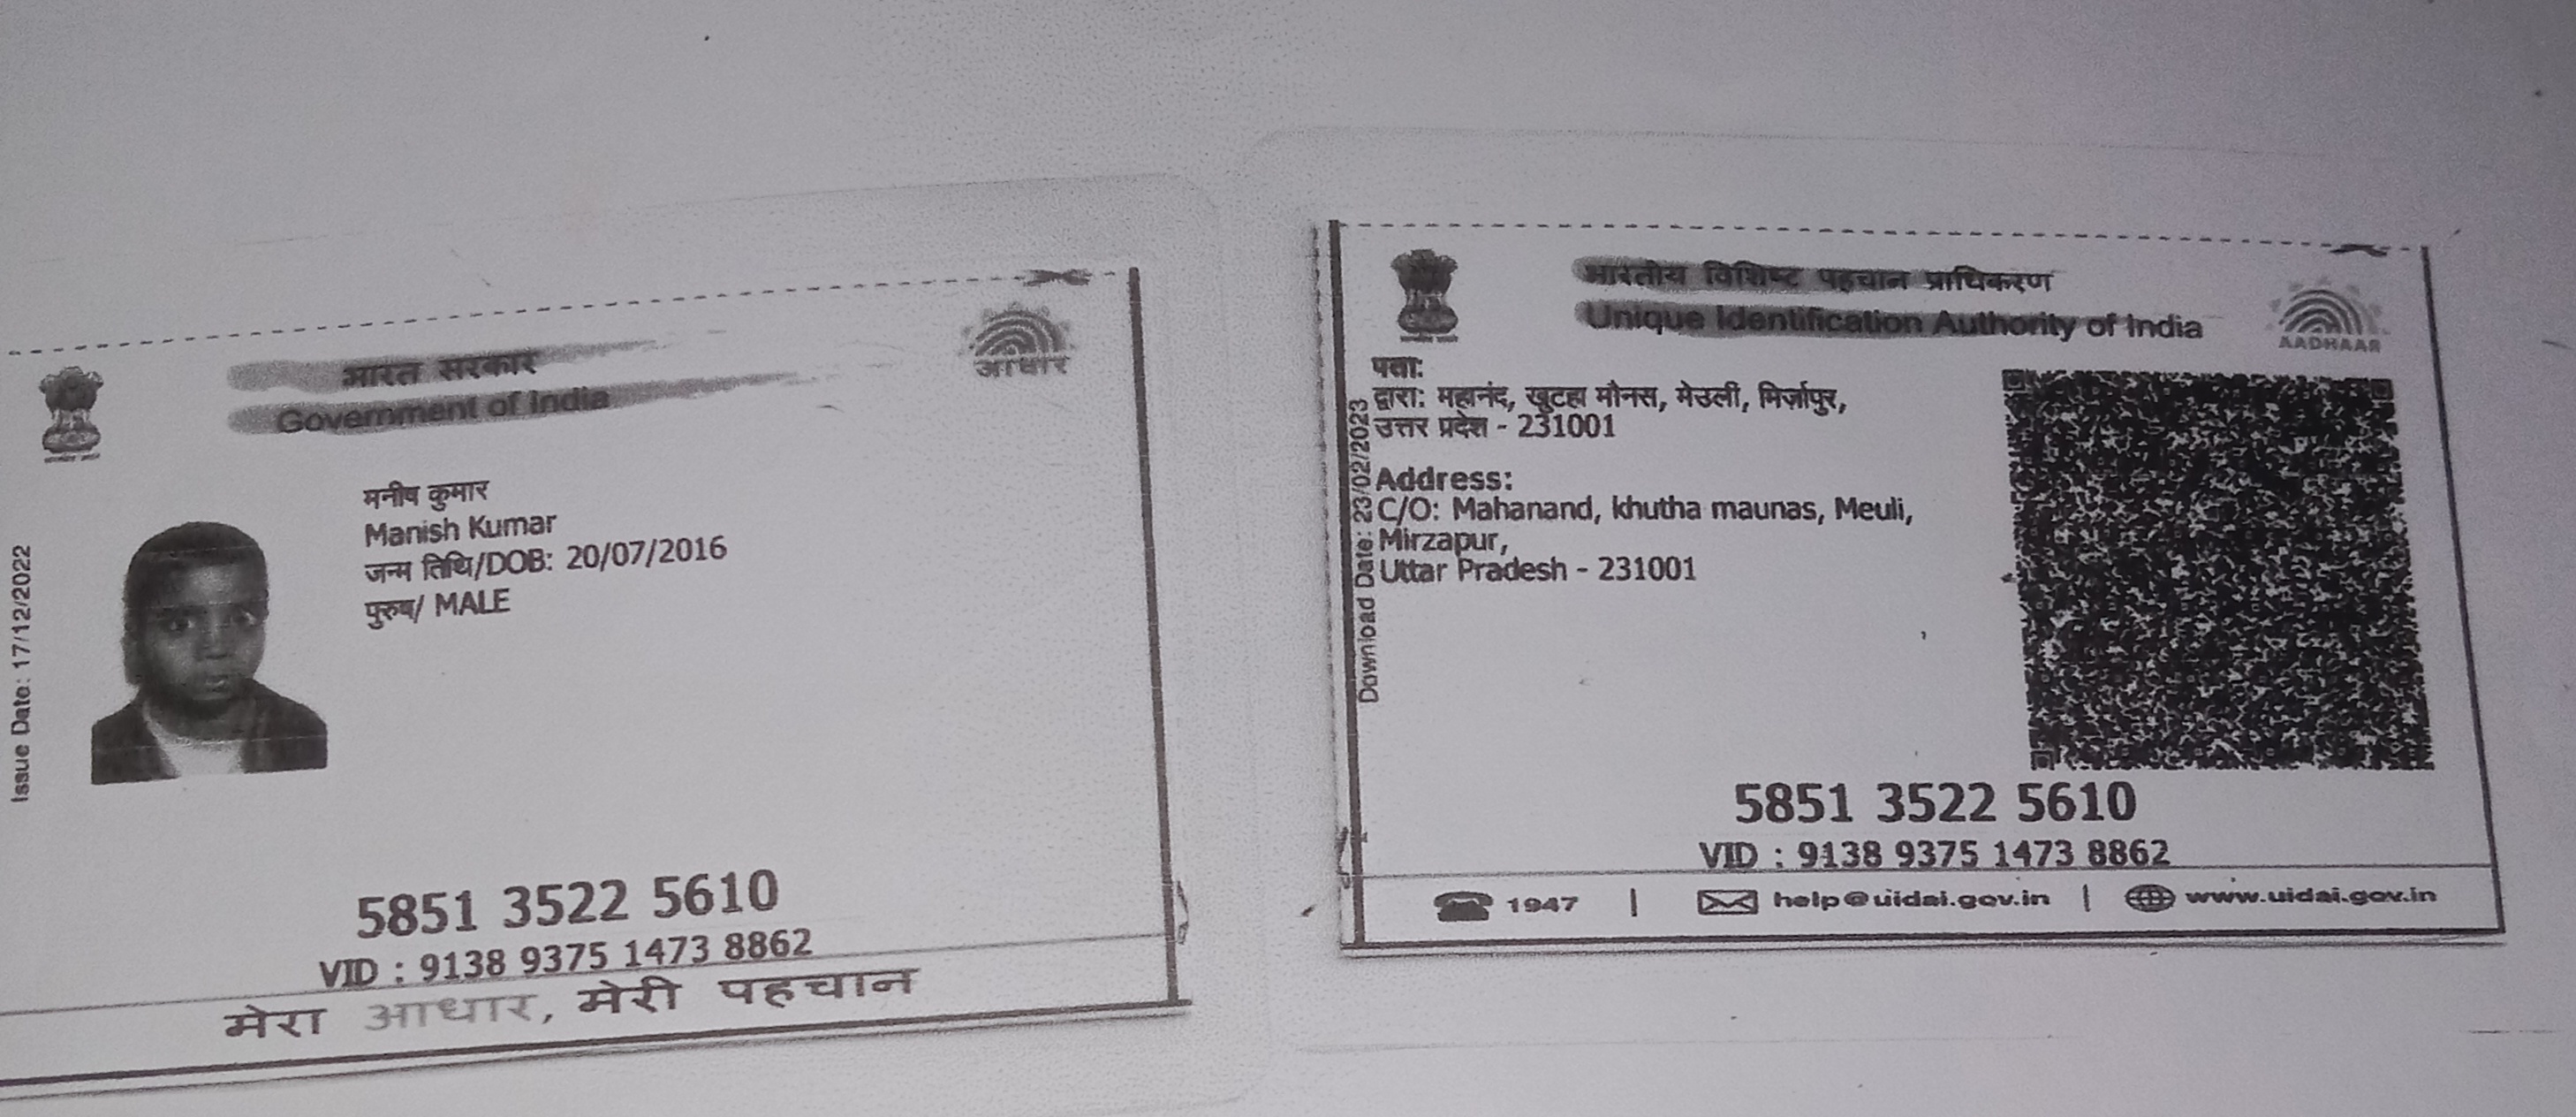 भारत सरकार
Government of India
आधार
Issue Date: 17/12/2022
मनीष कुमार
Manish Kumar
जन्म तिथि/DOB: 20/07/2016
पुरुष/ MALE
5851 3522 5610
VID : 9138 9375 1473 8862
मेरा आधार, मेरी पहचान
भारतीय विशिष्ट पहचान प्राधिकरण
Unique Identification Authority of India
AADHAAR
Download Date: 23/02/2023
पता:
द्वारा: महानंद, खुटहा मौनस, मेउली, मिर्ज़ापुर,
उत्तर प्रदेश - 231001
Address:
C/O: Mahanand, khutha maunas, Meuli,
Mirzapur,
Uttar Pradesh - 231001
5851 3522 5610
VID : 9138 9375 1473 8862
1947 | help@uidai.gov.in | www.uidai.gov.in